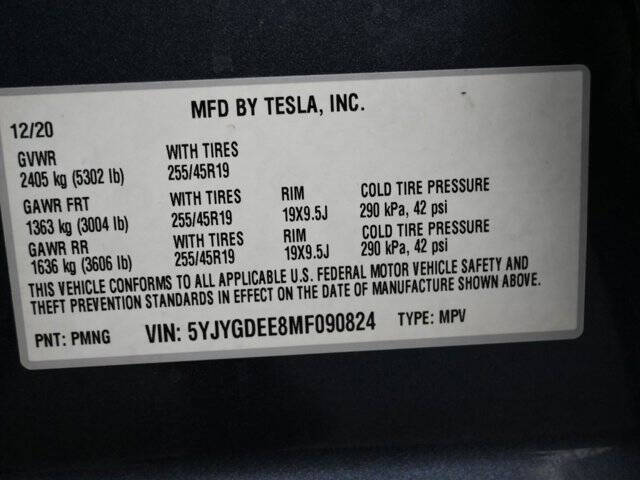 MFD BY TESLA, INC.
12/20
GVWR WITH TIRES
2405 kg (5302 lb) 255/45R19
GAWR FRT WITH TIRES RIM COLD TIRE PRESSURE
1363 kg (3004 lb) 255/45R19 19X9.5J 290 kPa, 42 psi
GAWR RR WITH TIRES RIM COLD TIRE PRESSURE
1636 kg (3606 lb) 255/45R19 19X9.5J 290 kPa, 42 psi
THIS VEHICLE CONFORMS TO ALL APPLICABLE U.S. FEDERAL MOTOR VEHICLE SAFETY AND
THEFT PREVENTION STANDARDS IN EFFECT ON THE DATE OF MANUFACTURE SHOWN ABOVE.
PNT: PMNG VIN: 5YJYGDEE8MF090824 TYPE: MPV